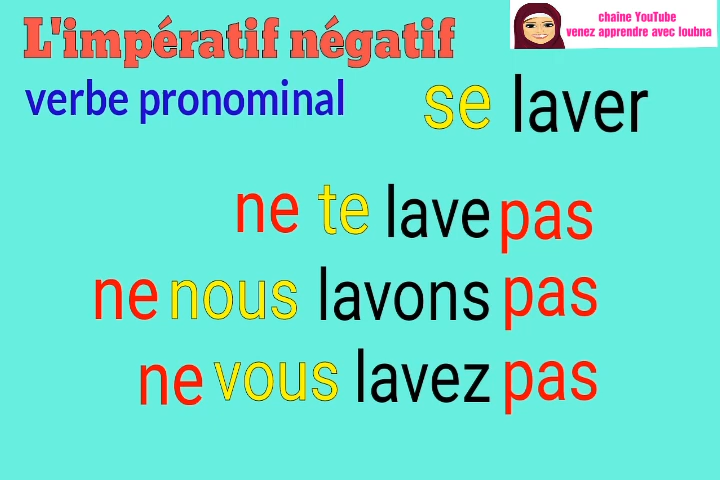 L'impératif négatif
chaine YouTube
venez apprendre avec loubna
verbe pronominal
se laver
ne te lave pas
ne nous lavons pas
ne vous lavez pas